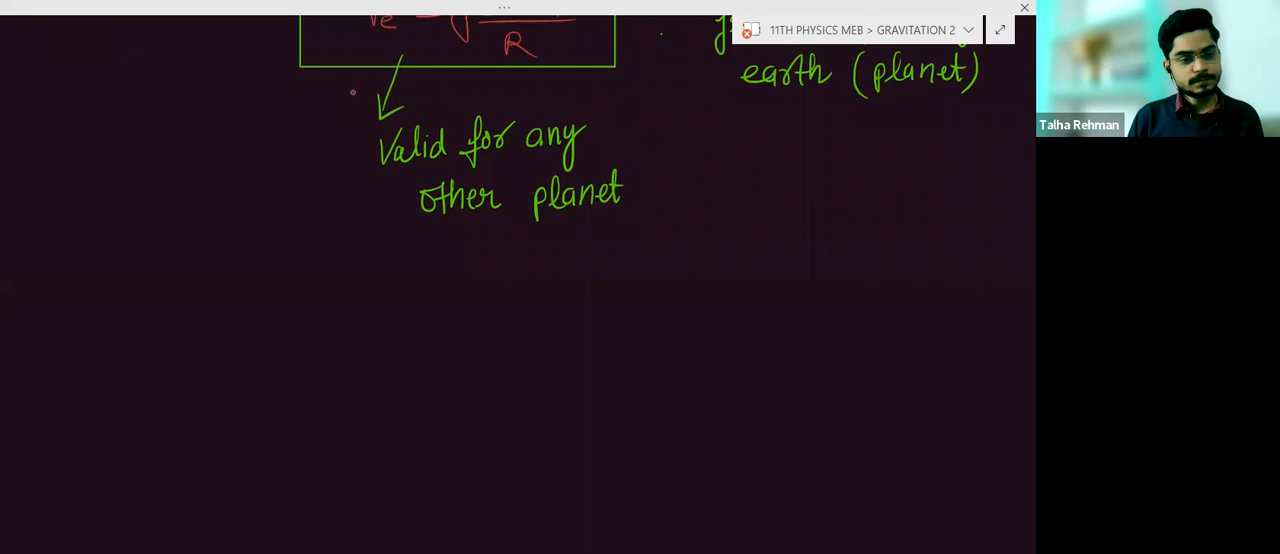 11TH PHYSICS MEB > GRAVITATION 2
R
earth (planet)
Valid for any
other planet
Talha Rehman